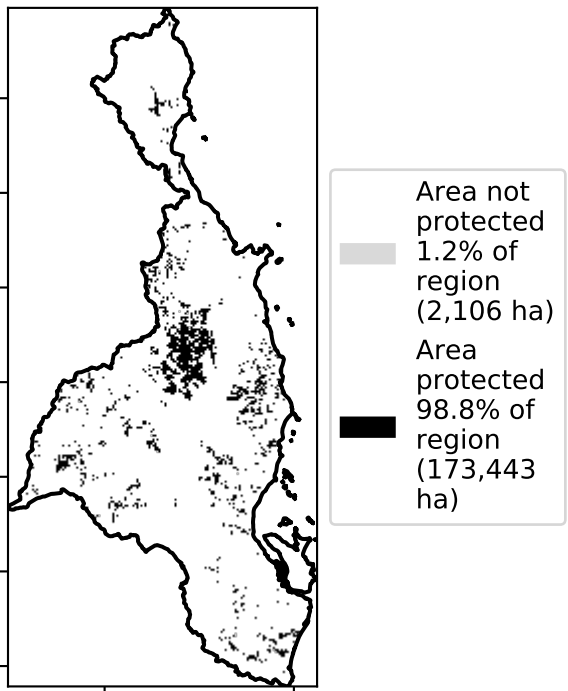 Area not
protected
1.2% of
region
(2,106 ha)
Area
protected
98.8% of
region
(173,443
ha)